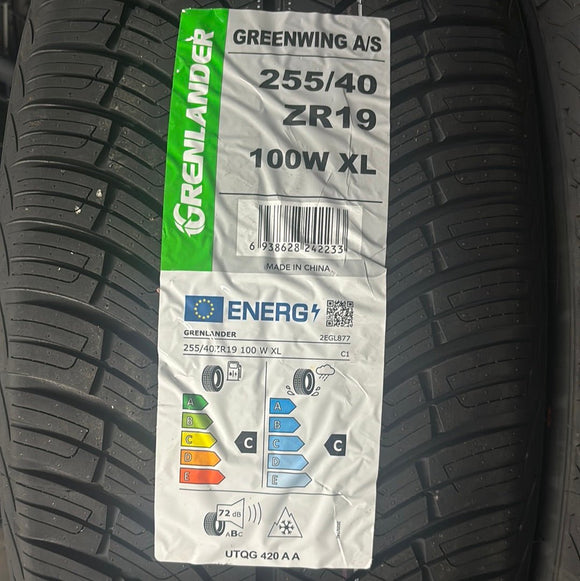 GRENLANDER
GREENWING A/S
255/40
ZR19
100W XL
6 938628 242233
MADE IN CHINA
ENERG
GRENLANDER 2EGL877
255/40ZR19 100 W XL C1
A A
B B
C C C C
D D
E E
72 dB
ABC
UTQG 420 A A